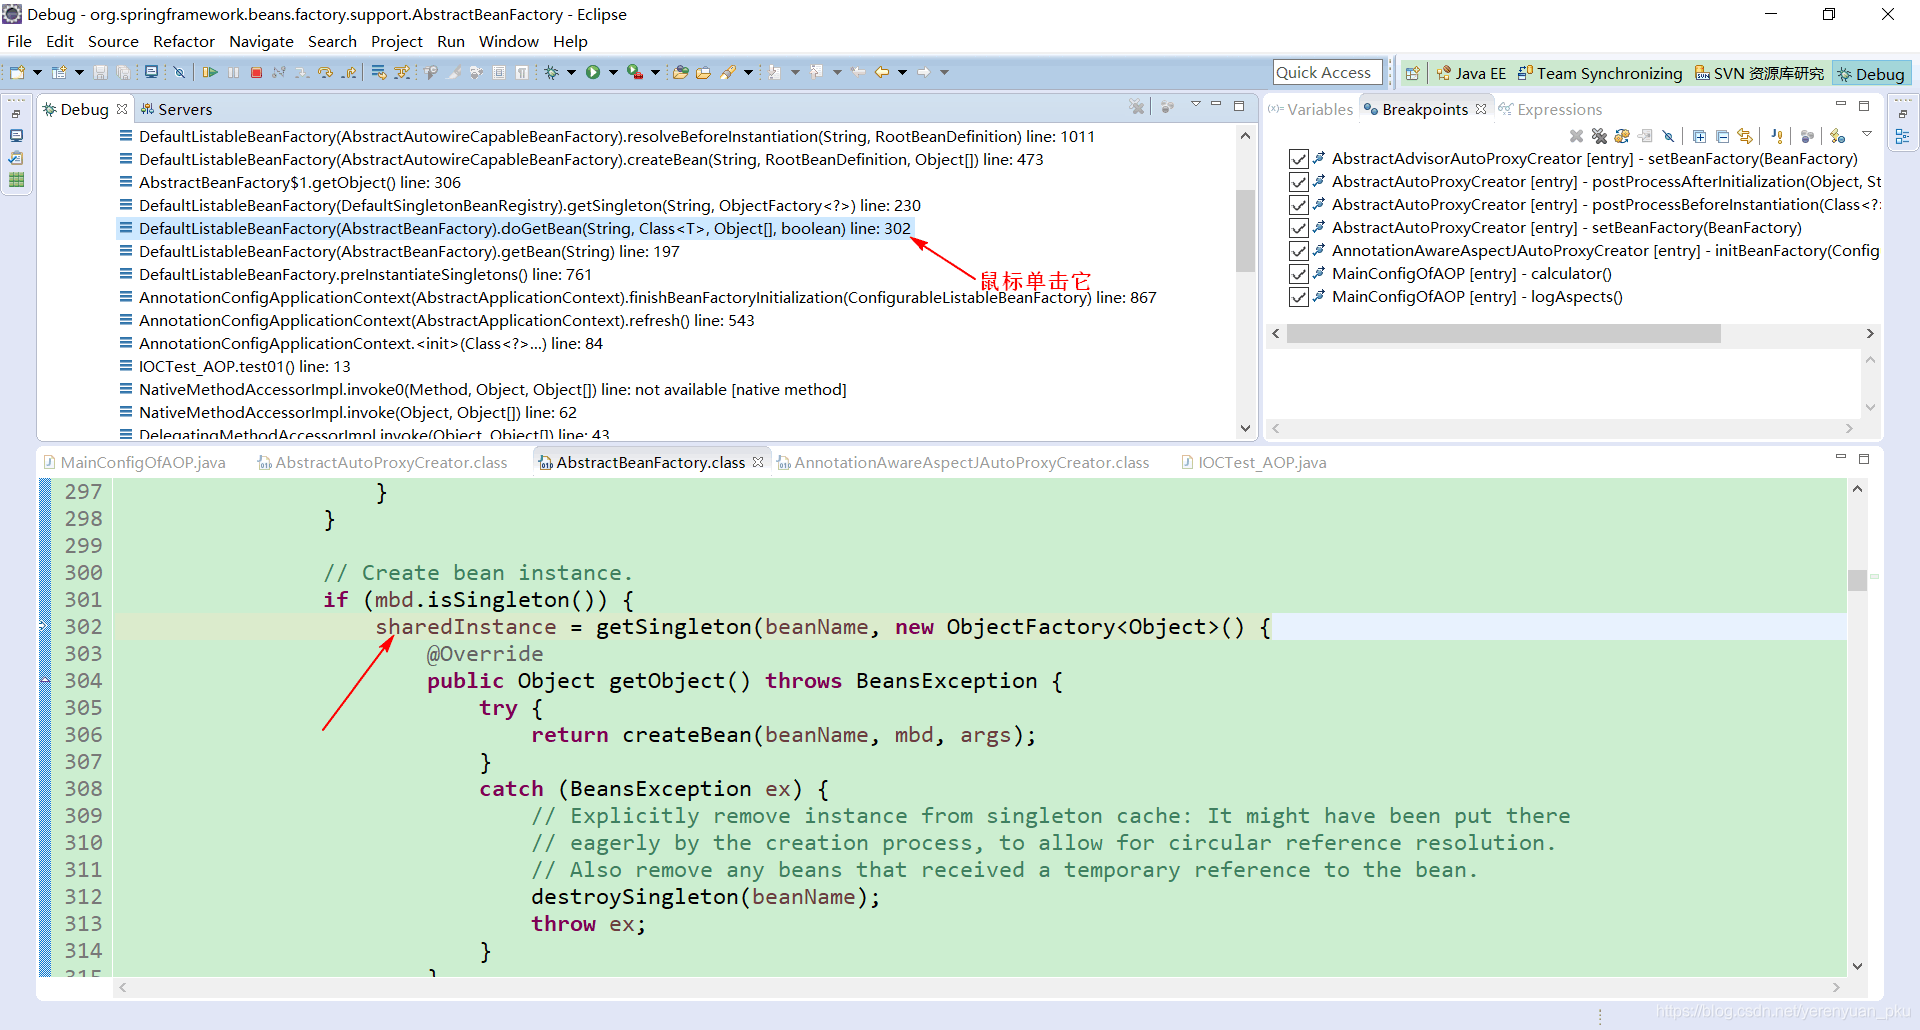 Debug - org.springframework.beans.factory.support.AbstractBeanFactory - Eclipse
File Edit Source Refactor Navigate Search Project Run Window Help
Quick Access Java EE Team Synchronizing SVN 资源库研究 Debug
Debug Servers
DefaultListableBeanFactory(AbstractAutowireCapableBeanFactory).resolveBeforeInstantiation(String, RootBeanDefinition) line: 1011
DefaultListableBeanFactory(AbstractAutowireCapableBeanFactory).createBean(String, RootBeanDefinition, Object[]) line: 473
AbstractBeanFactory$1.getObject() line: 306
DefaultListableBeanFactory(DefaultSingletonBeanRegistry).getSingleton(String, ObjectFactory<?>) line: 230
DefaultListableBeanFactory(AbstractBeanFactory).doGetBean(String, Class<T>, Object[], boolean) line: 302
DefaultListableBeanFactory(AbstractBeanFactory).getBean(String) line: 197
DefaultListableBeanFactory.preInstantiateSingletons() line: 761
鼠标单击它
AnnotationConfigApplicationContext(AbstractApplicationContext).finishBeanFactoryInitialization(ConfigurableListableBeanFactory) line: 867
AnnotationConfigApplicationContext(AbstractApplicationContext).refresh() line: 543
AnnotationConfigApplicationContext.<init>(Class<?>...) line: 84
IOCTest_AOP.test01() line: 13
NativeMethodAccessorImpl.invoke0(Method, Object, Object[]) line: not available [native method]
NativeMethodAccessorImpl.invoke(Object, Object[]) line: 62
DelegatingMethodAccessorImpl.invoke(Object, Object[]) line: 43
(x)= Variables Breakpoints Expressions
AbstractAdvisorAutoProxyCreator [entry] - setBeanFactory(BeanFactory)
AbstractAutoProxyCreator [entry] - postProcessAfterInitialization(Object, St
AbstractAutoProxyCreator [entry] - postProcessBeforeInstantiation(Class<?
AbstractAutoProxyCreator [entry] - setBeanFactory(BeanFactory)
AnnotationAwareAspectJAutoProxyCreator [entry] - initBeanFactory(Config
MainConfigOfAOP [entry] - calculator()
MainConfigOfAOP [entry] - logAspects()
MainConfigOfAOP.java AbstractAutoProxyCreator.class AbstractBeanFactory.class AnnotationAwareAspectJAutoProxyCreator.class IOCTest_AOP.java
297 }
298 }
299
300 // Create bean instance.
301 if (mbd.isSingleton()) {
302 sharedInstance = getSingleton(beanName, new ObjectFactory<Object>() {
303 @Override
304 public Object getObject() throws BeansException {
305 try {
306 return createBean(beanName, mbd, args);
307 }
308 catch (BeansException ex) {
309 // Explicitly remove instance from singleton cache: It might have been put there
310 // eagerly by the creation process, to allow for circular reference resolution.
311 // Also remove any beans that received a temporary reference to the bean.
312 destroySingleton(beanName);
313 throw ex;
314 }
315 }
https://blog.csdn.net/yerenyuan_pku